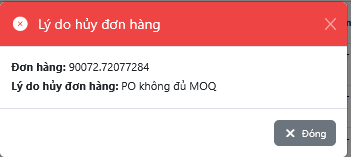 Lý do hủy đơn hàng
Đơn hàng: 90072.72077284
Lý do hủy đơn hàng: PO không đủ MOQ
Đóng